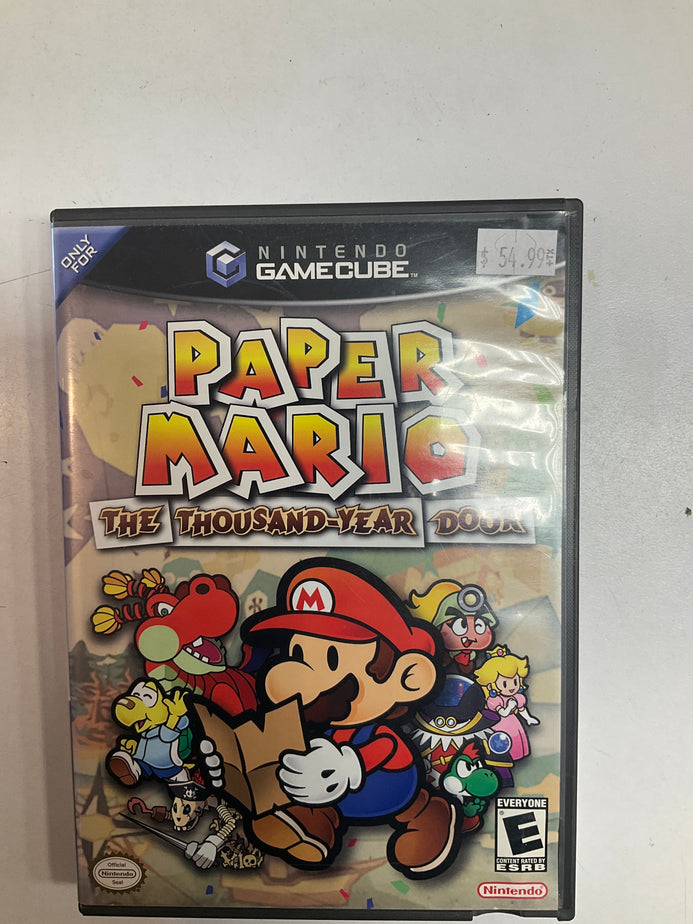 ONLY
FOR
NINTENDO
GAMECUBE™
$ 54.99
PAPER
MARIO
THE THOUSAND-YEAR DOOR
M
EVERYONE
E
CONTENT RATED BY
ESRB
Official
Nintendo
Seal
Nintendo